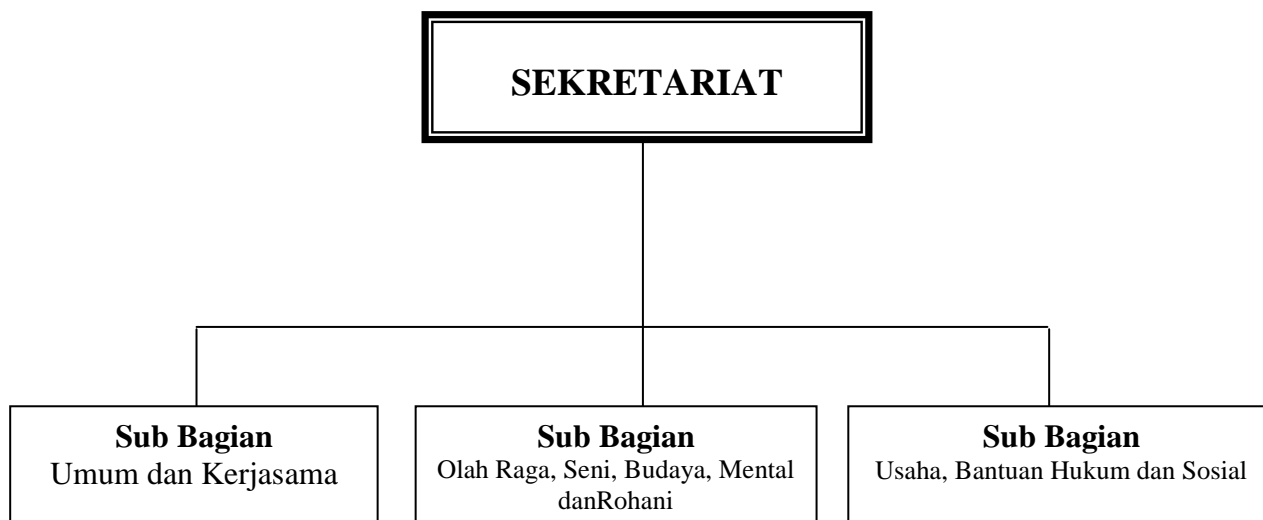 SEKRETARIAT
Sub Bagian
Umum dan Kerjasama
Sub Bagian
Olah Raga, Seni, Budaya, Mental
danRohani
Sub Bagian
Usaha, Bantuan Hukum dan Sosial